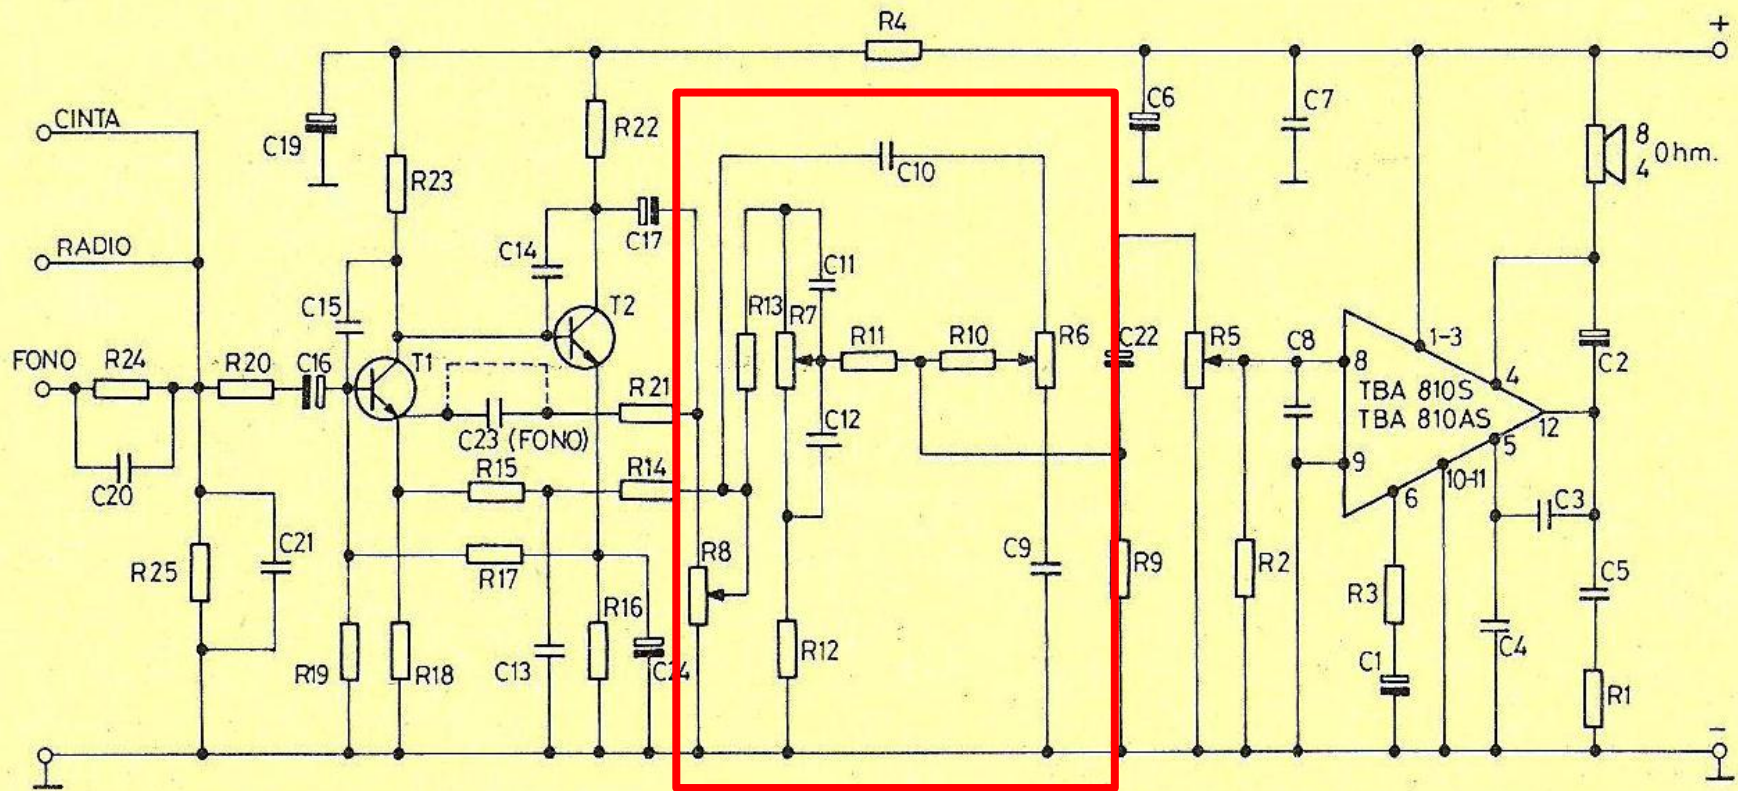 R4
+
CINTA
C19
R23
R22
C6
C7
8
4
Ohm.
C10
RADIO
C14
C17
C11
C15
T2
R13
R7
R11
R10
R6
C22
R5
C8
1-3
8
TBA 810S
TBA 810AS
4
C2
FONO
R24
R20
C16
T1
R21
C23 (FONO)
C12
5
12
9
10-11
6
C20
R15
R14
C3
C21
R25
R17
R8
C9
R9
R2
R3
C5
R16
R19
R18
C13
C24
R12
C1
C4
R1
-